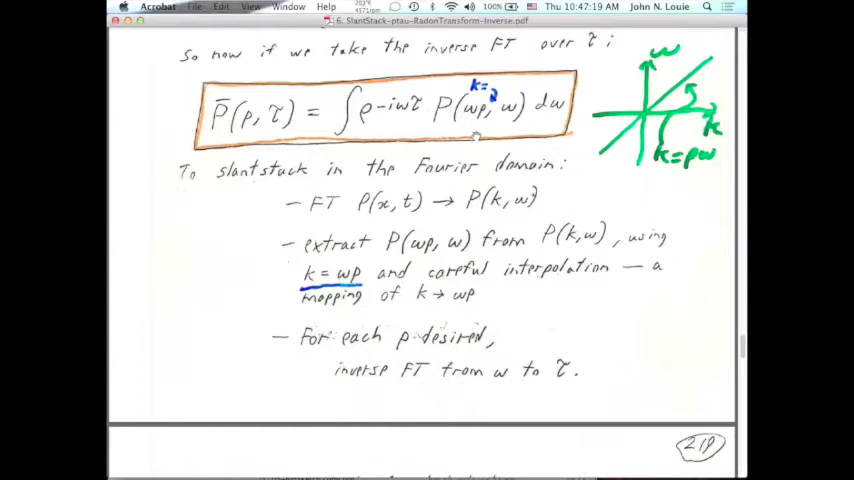 Acrobat File Edit View Window Help 703°F 4571rpm 100% Thu 10:47:19 AM John N. Louie
6. SlantStack-ptau-RadonTransform-Inverse.pdf
So now if we take the inverse FT over τ:
k=
P̄(p, τ) = ∫ e^-iωτ P(ωp, ω) dω
ω
k
k=pω
To slantstack in the Fourier domain:
- FT P(x, t) → P(k, ω)
- extract P(ωp, ω) from P(k, ω), using
k = ωp and careful interpolation — a
mapping of k → ωp
- For each p desired,
inverse FT from ω to τ.
219